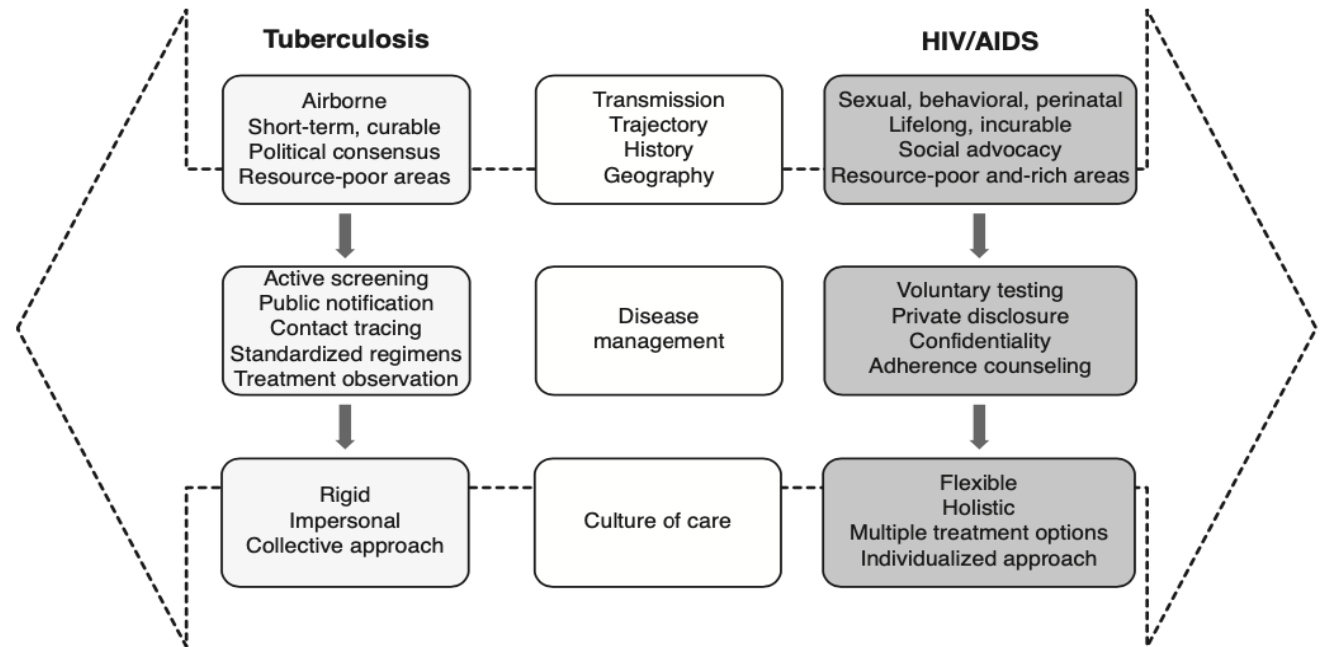 Tuberculosis
HIV/AIDS
Airborne
Short-term, curable
Political consensus
Resource-poor areas
Transmission
Trajectory
History
Geography
Sexual, behavioral, perinatal
Lifelong, incurable
Social advocacy
Resource-poor and-rich areas
Active screening
Public notification
Contact tracing
Standardized regimens
Treatment observation
Disease
management
Voluntary testing
Private disclosure
Confidentiality
Adherence counseling
Rigid
Impersonal
Collective approach
Culture of care
Flexible
Holistic
Multiple treatment options
Individualized approach